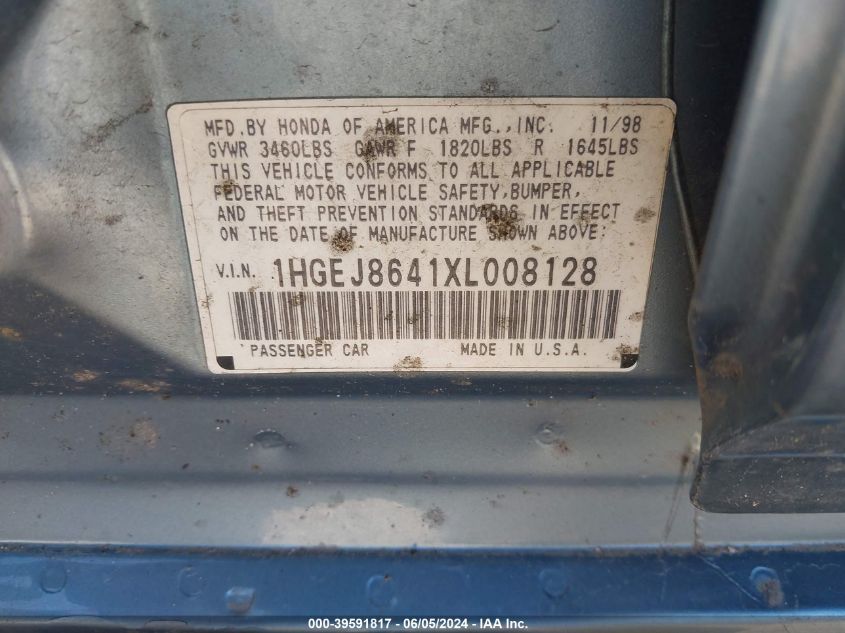 MFD.BY HONDA OF AMERICA MFG.,INC. 11/98
GVWR 3460LBS GAWR F 1820LBS R 1645LBS
THIS VEHICLE CONFORMS TO ALL APPLICABLE
FEDERAL MOTOR VEHICLE SAFETY,BUMPER,
AND THEFT PREVENTION STANDARDS IN EFFECT
ON THE DATE OF MANUFACTURE SHOWN ABOVE:
V.I.N. 1HGEJ8641XL008128
PASSENGER CAR MADE IN U.S.A.
000-39591817 - 06/05/2024 - IAA Inc.